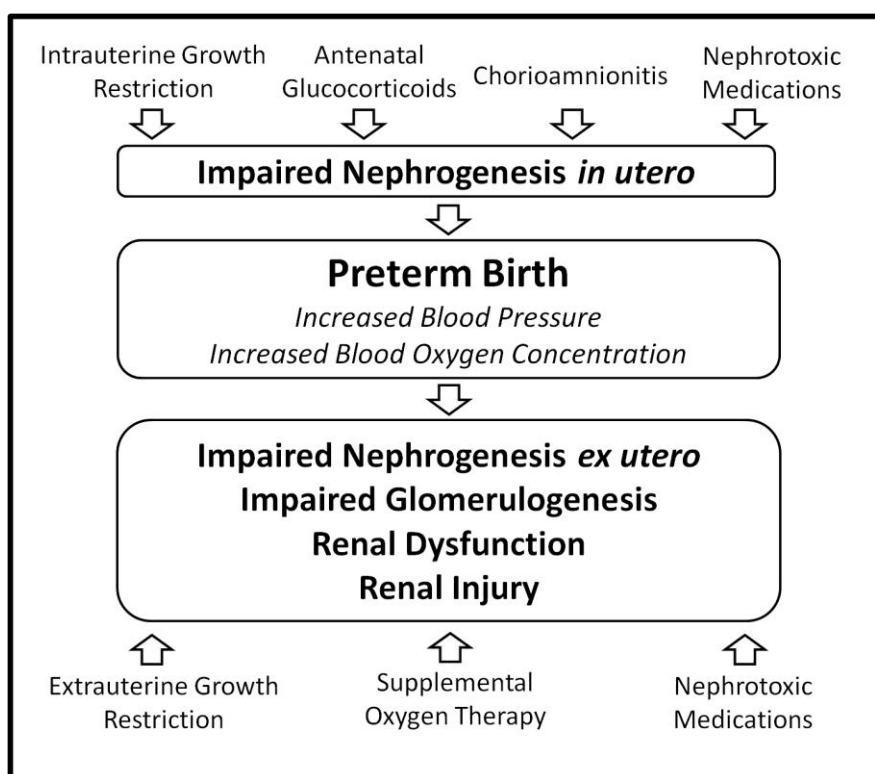 Intrauterine Growth
Restriction
Antenatal
Glucocorticoids
Chorioamnionitis
Nephrotoxic
Medications
Impaired Nephrogenesis in utero
Preterm Birth
Increased Blood Pressure
Increased Blood Oxygen Concentration
Impaired Nephrogenesis ex utero
Impaired Glomerulogenesis
Renal Dysfunction
Renal Injury
Extrauterine Growth
Restriction
Supplemental
Oxygen Therapy
Nephrotoxic
Medications